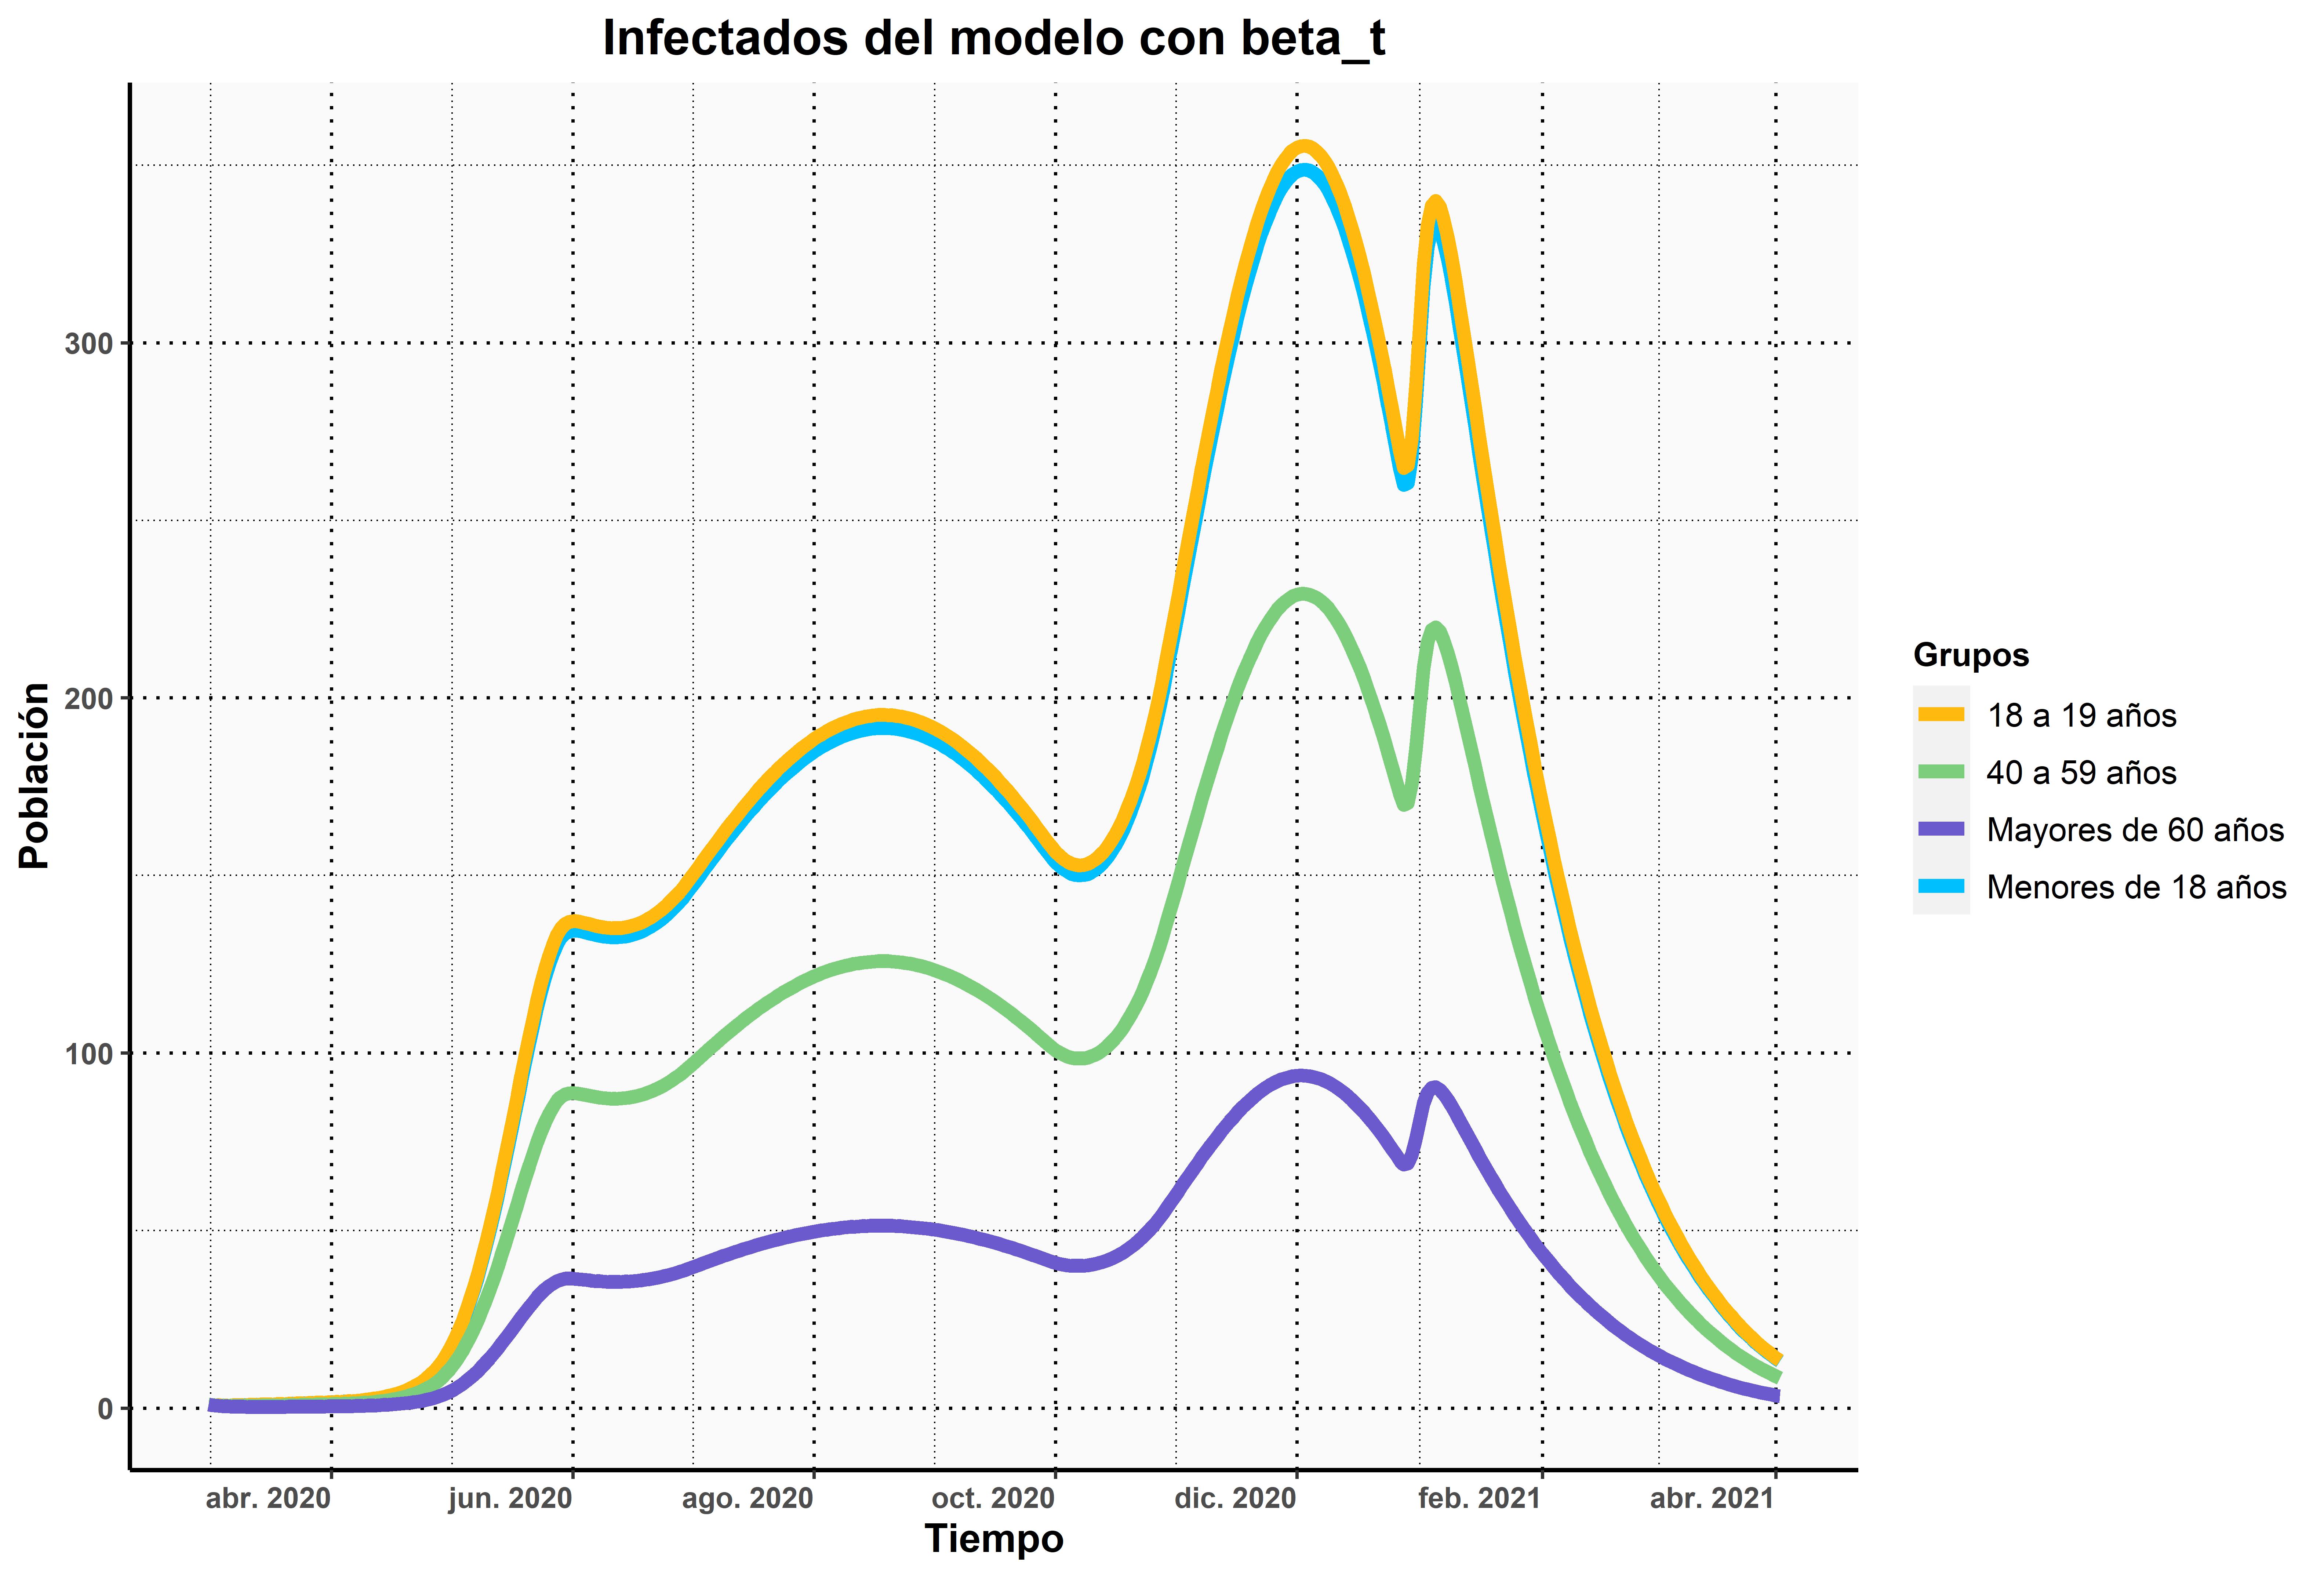 Infectados del modelo con beta_t
Población
300
200
100
0
abr. 2020 jun. 2020 ago. 2020 oct. 2020 dic. 2020 feb. 2021 abr. 2021
Tiempo
Grupos
18 a 19 años
40 a 59 años
Mayores de 60 años
Menores de 18 años